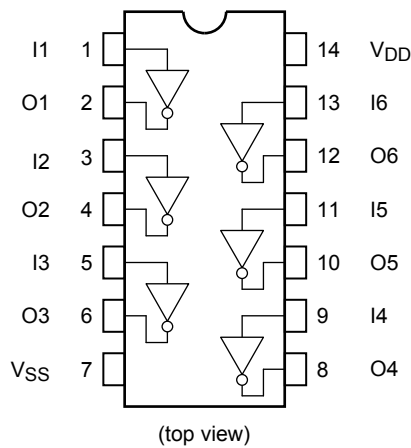 I1 1 14 VDD
O1 2 13 I6
I2 3 12 O6
O2 4 11 I5
I3 5 10 O5
O3 6 9 I4
VSS 7 8 O4
(top view)